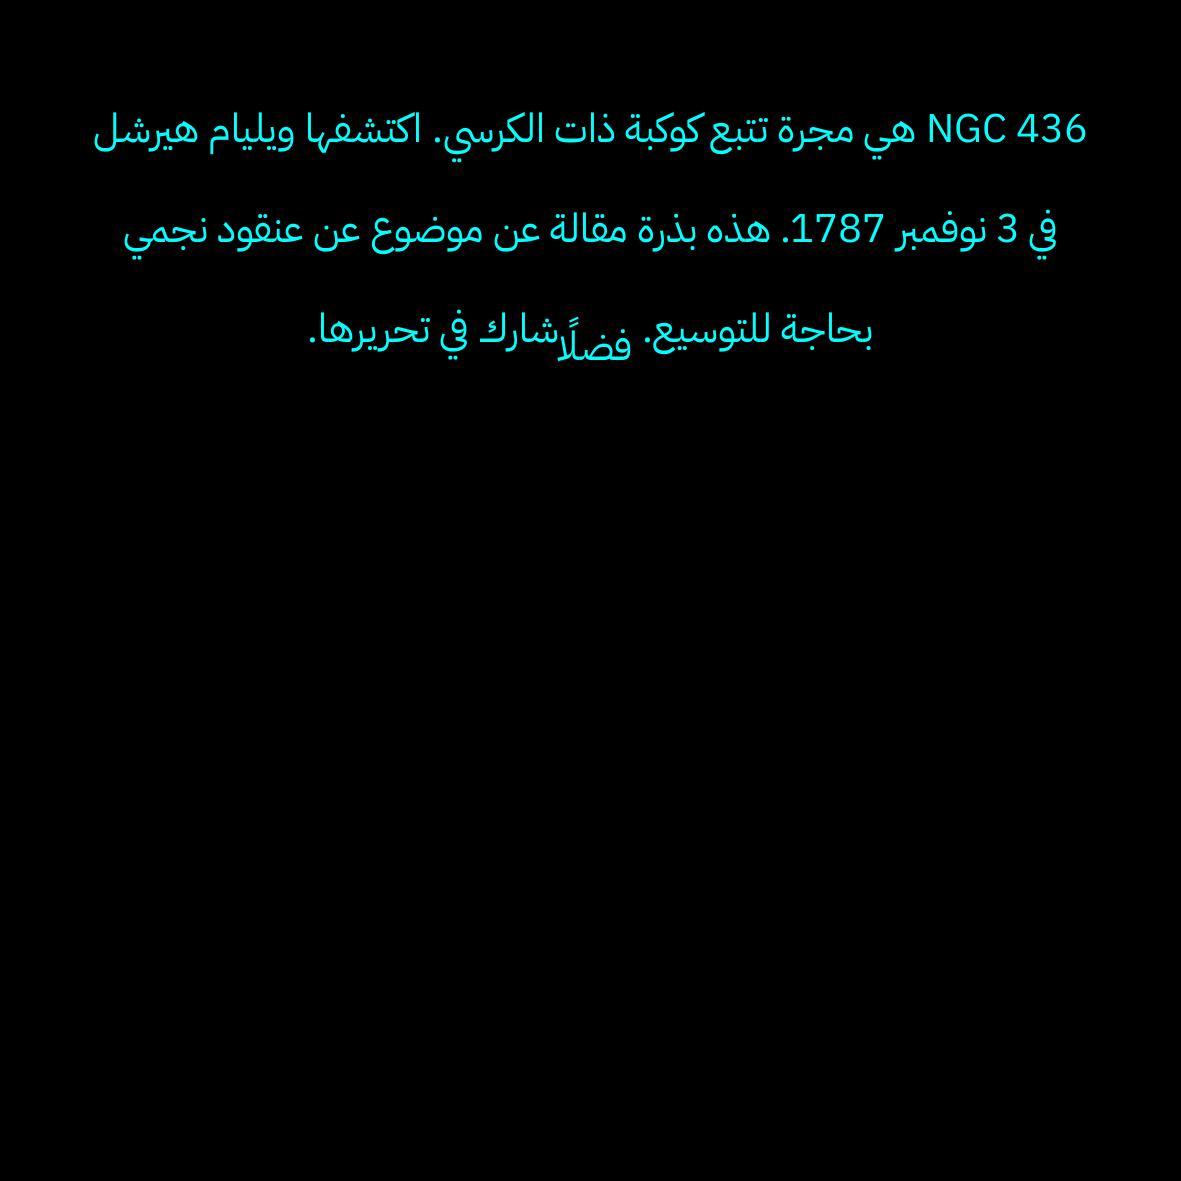 NGC 436 هي مجرة تتبع كوكبة ذات الكرسي. اكتشفها ويليام هيرشل
في 3 نوفمبر 1787. هذه بذرة مقالة عن موضوع عن عنقود نجمي
بحاجة للتوسيع. فضلًا شارك في تحريرها.